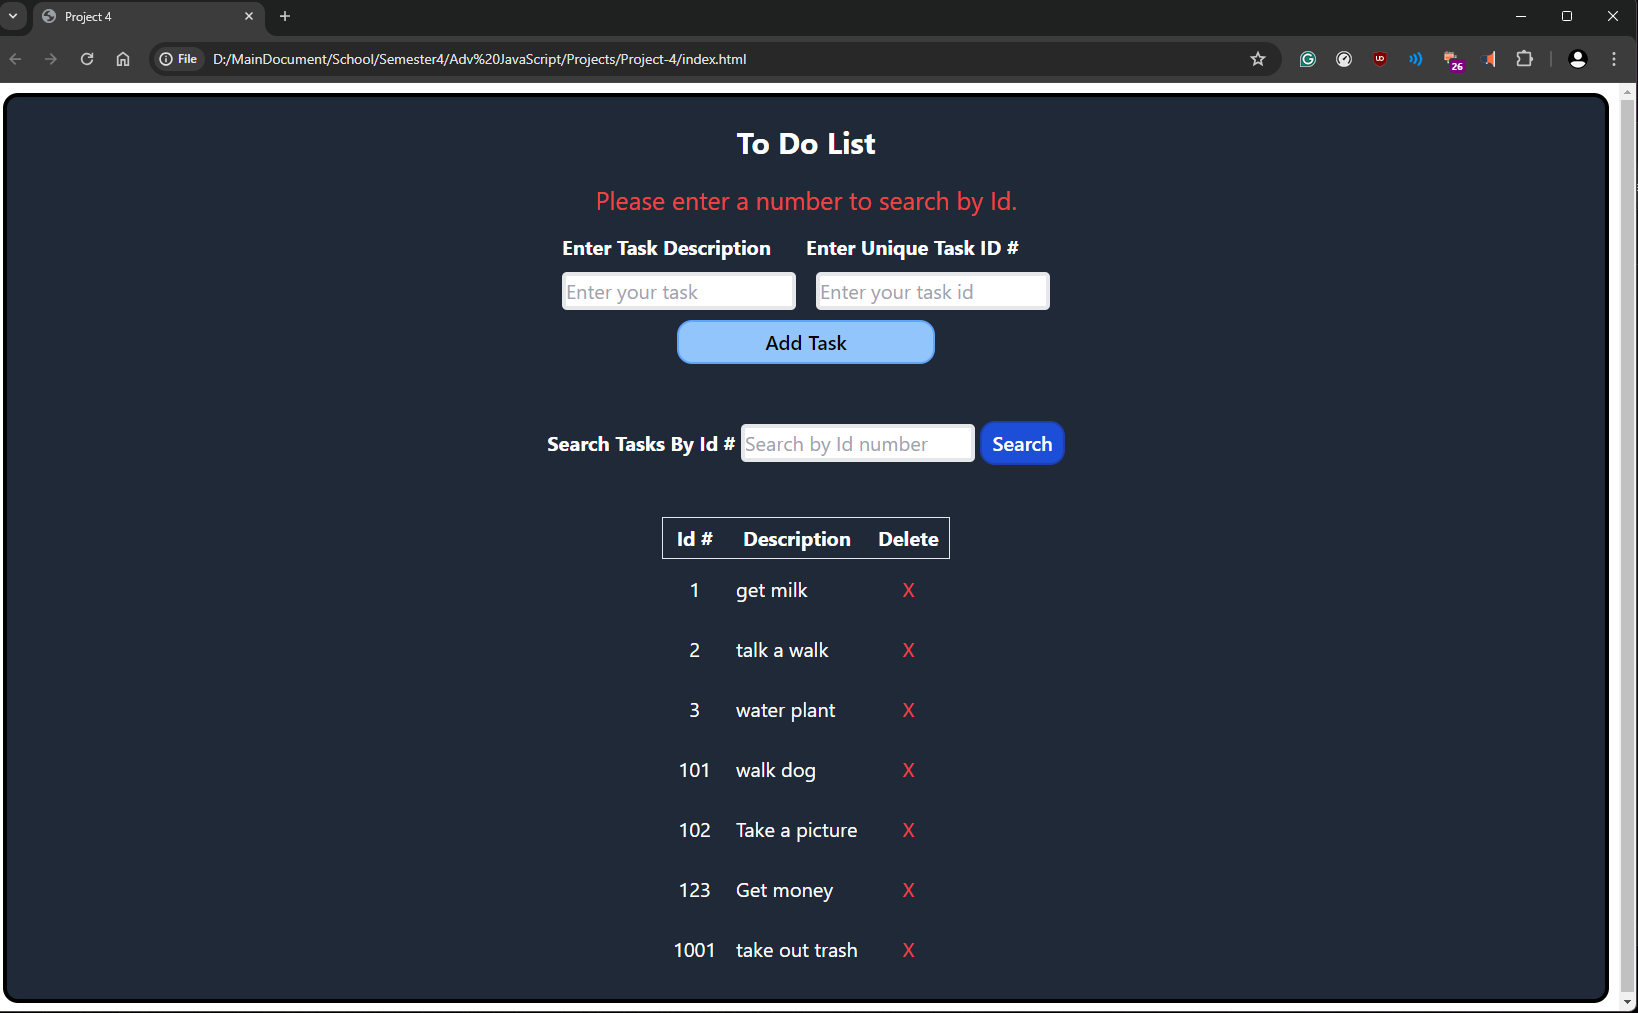 Project 4
File D:/MainDocument/School/Semester4/Adv%20JavaScript/Projects/Project-4/index.html
UD
26
To Do List
Please enter a number to search by Id.
Enter Task Description Enter Unique Task ID #
Enter your task Enter your task id
Add Task
Search Tasks By Id # Search by Id number Search
Id # Description Delete
1 get milk X
2 talk a walk X
3 water plant X
101 walk dog X
102 Take a picture X
123 Get money X
1001 take out trash X